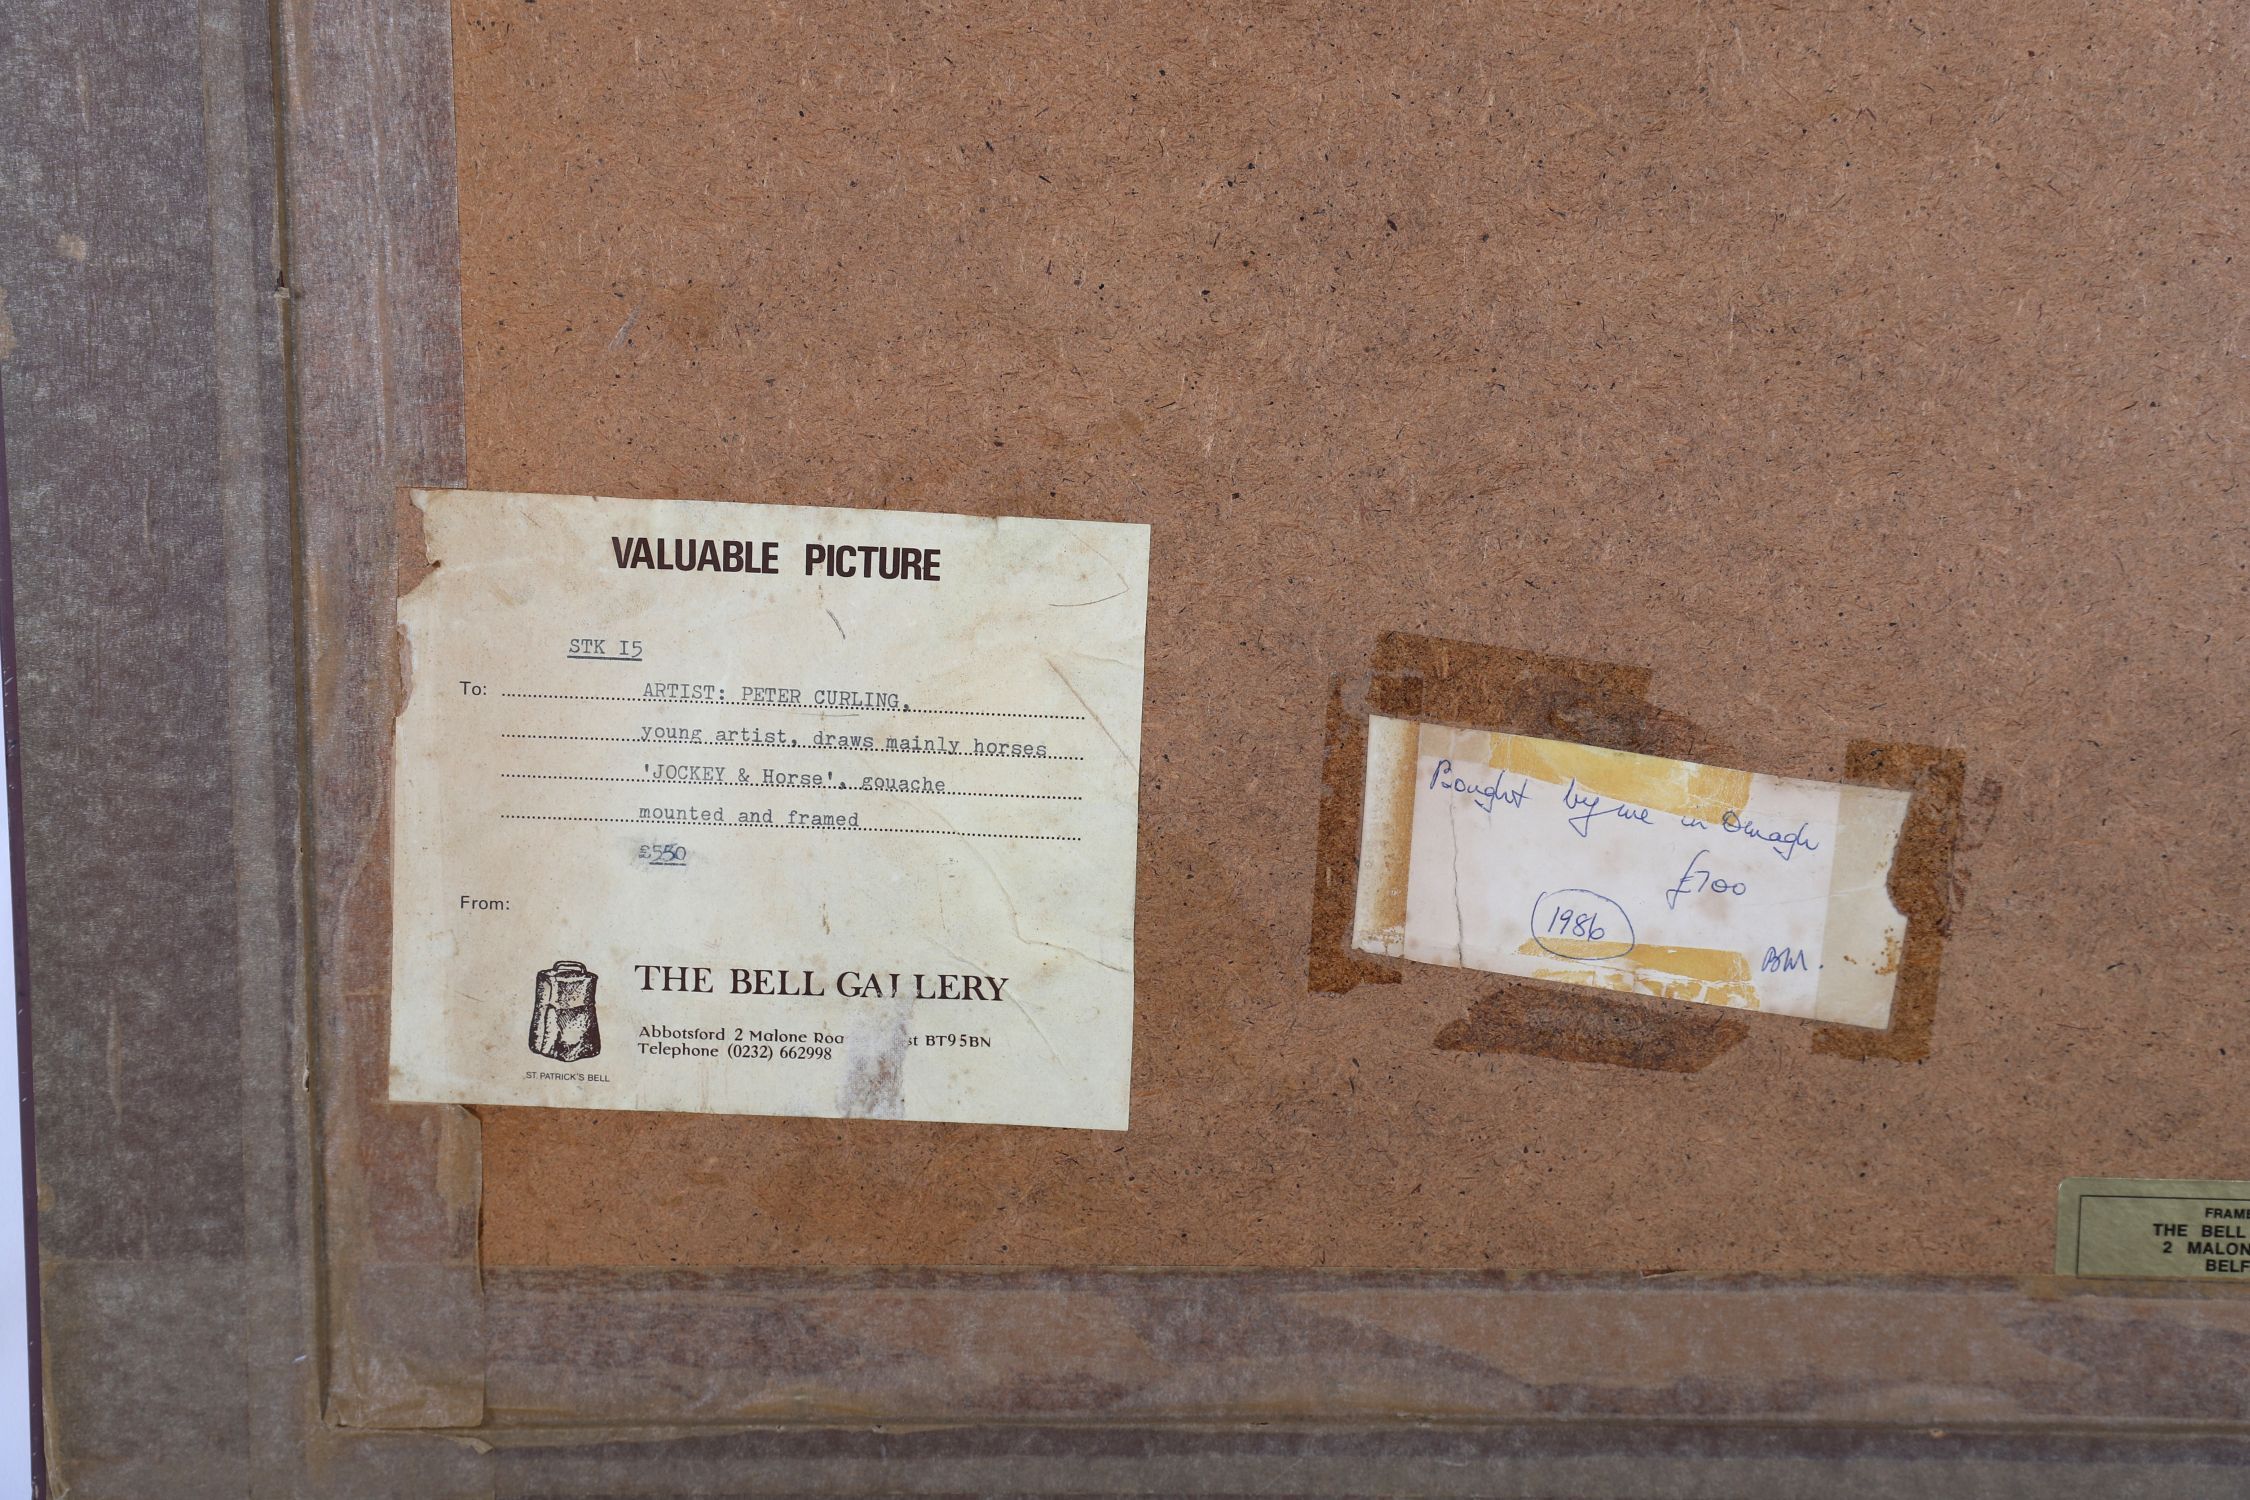 VALUABLE PICTURE
STK I5
To: ARTIST: PETER CURLING,
young artist, draws mainly horses
'JOCKEY & Horse', gouache
mounted and framed
£550
From:
THE BELL GALLERY
Abbotsford 2 Malone Roa st BT95BN
Telephone (0232) 662998
ST. PATRICK'S BELL
Bought by me in Omagh
£700
1986
FRAME
THE BELL
2 MALON
BELF